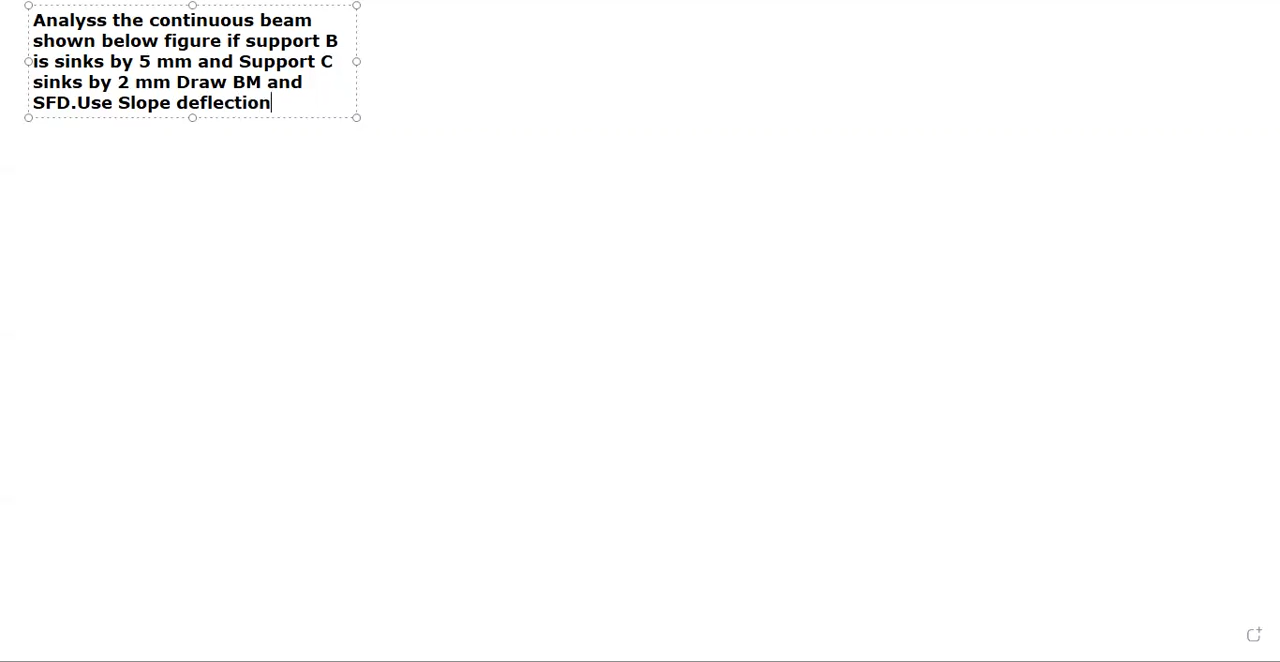 Analyss the continuous beam
shown below figure if support B
is sinks by 5 mm and Support C
sinks by 2 mm Draw BM and
SFD.Use Slope deflection